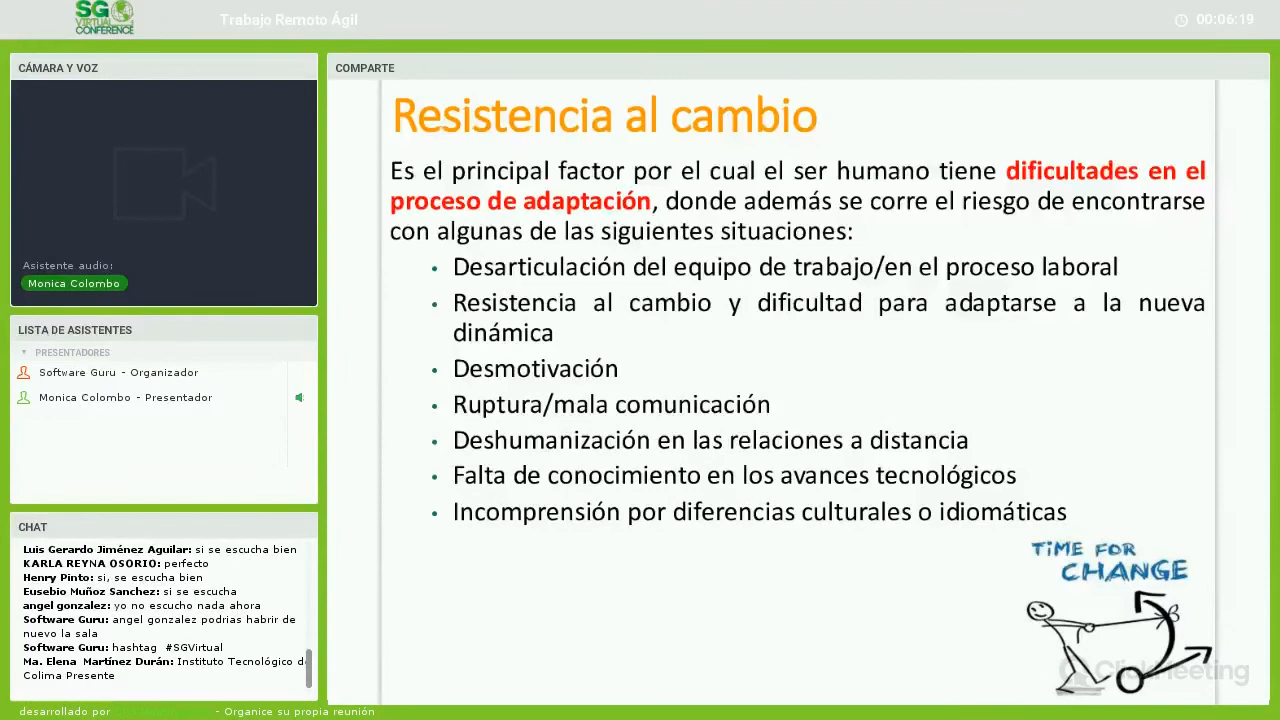 SG
VIRTUAL
CONFERENCE
Trabajo Remoto Ágil
00:06:19
CÁMARA Y VOZ
Asistente audio:
Monica Colombo
LISTA DE ASISTENTES
PRESENTADORES
Software Guru - Organizador
Monica Colombo - Presentador
CHAT
Luis Gerardo Jiménez Aguilar: si se escucha bien
KARLA REYNA OSORIO: perfecto
Henry Pinto: si, se escucha bien
Eusebio Muñoz Sanchez: si se escucha
angel gonzalez: yo no escucho nada ahora
Software Guru: angel gonzalez podrias habrir de
nuevo la sala
Software Guru: hashtag #SGVirtual
Ma. Elena Martínez Durán: Instituto Tecnológico d
Colima Presente
COMPARTE
Resistencia al cambio
Es el principal factor por el cual el ser humano tiene dificultades en el
proceso de adaptación, donde además se corre el riesgo de encontrarse
con algunas de las siguientes situaciones:
• Desarticulación del equipo de trabajo/en el proceso laboral
• Resistencia al cambio y dificultad para adaptarse a la nueva
dinámica
• Desmotivación
• Ruptura/mala comunicación
• Deshumanización en las relaciones a distancia
• Falta de conocimiento en los avances tecnológicos
• Incomprensión por diferencias culturales o idiomáticas
TIME FOR
CHANGE
ClickMeeting
desarrollado por - Organice su propia reunión